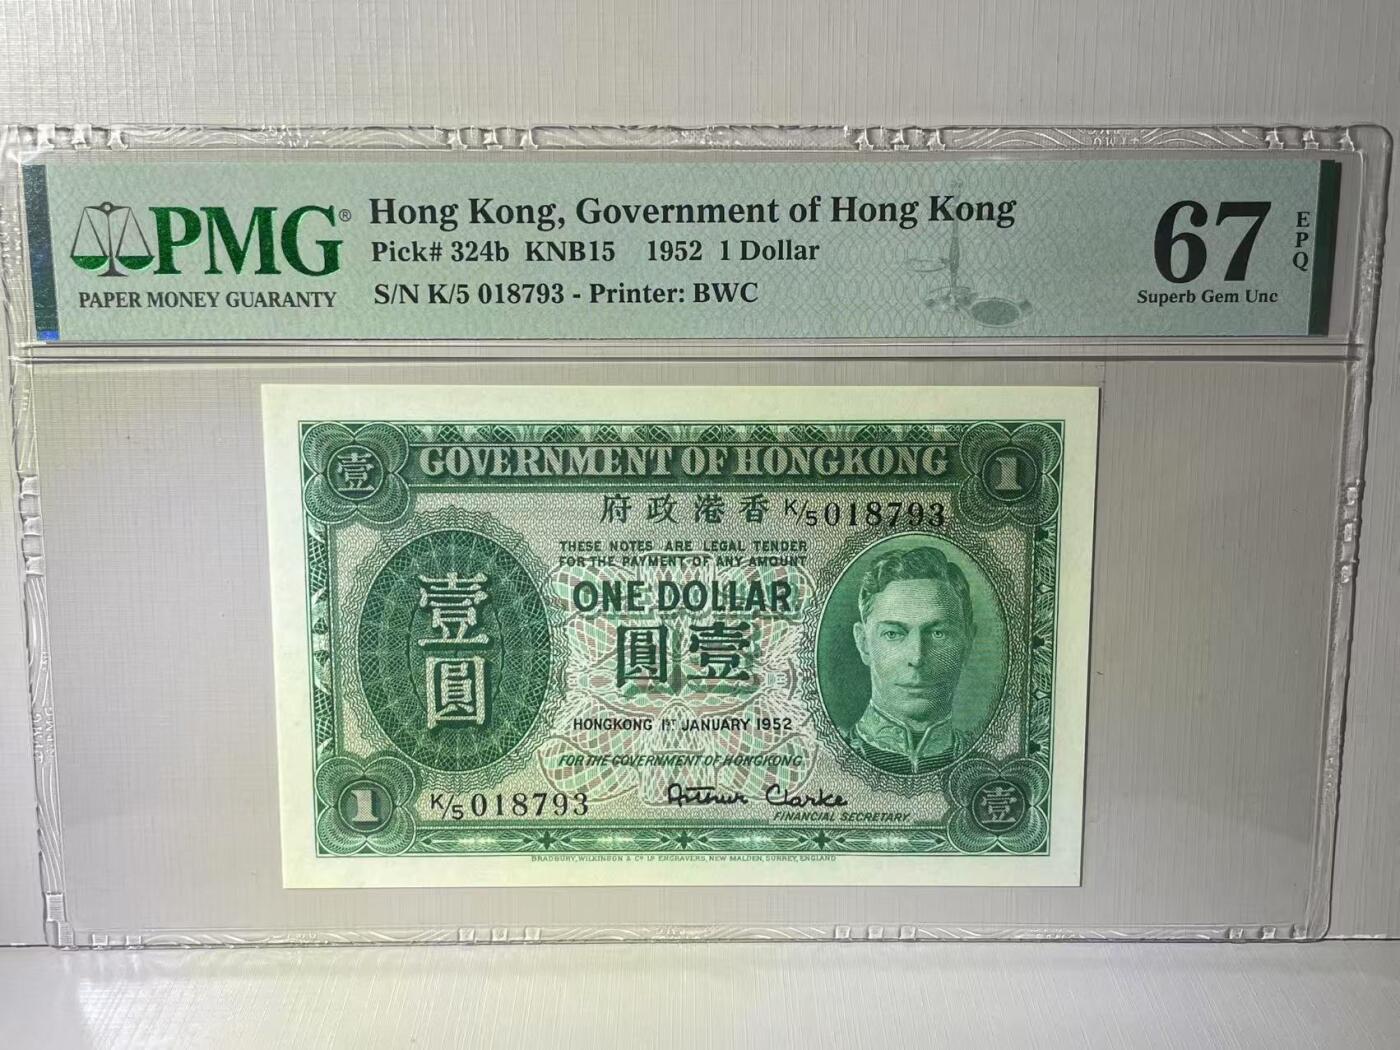 PMG®
PAPER MONEY GUARANTY
Hong Kong, Government of Hong Kong
Pick# 324b KNB15 1952 1 Dollar
S/N K/5 018793 - Printer: BWC
67
EPQ
Superb Gem Unc
壹
GOVERNMENT OF HONGKONG
1
府政港香
K/5 018793
THESE NOTES ARE LEGAL TENDER
FOR THE PAYMENT OF ANY AMOUNT
ONE DOLLAR
圓壹
壹圓
HONGKONG 1ST JANUARY 1952
FOR THE GOVERNMENT OF HONGKONG
1
K/5 018793
Arthur Clarke
FINANCIAL SECRETARY
壹
BRADBURY, WILKINSON & Co Ld ENGRAVERS, NEW MALDEN, SURREY, ENGLAND